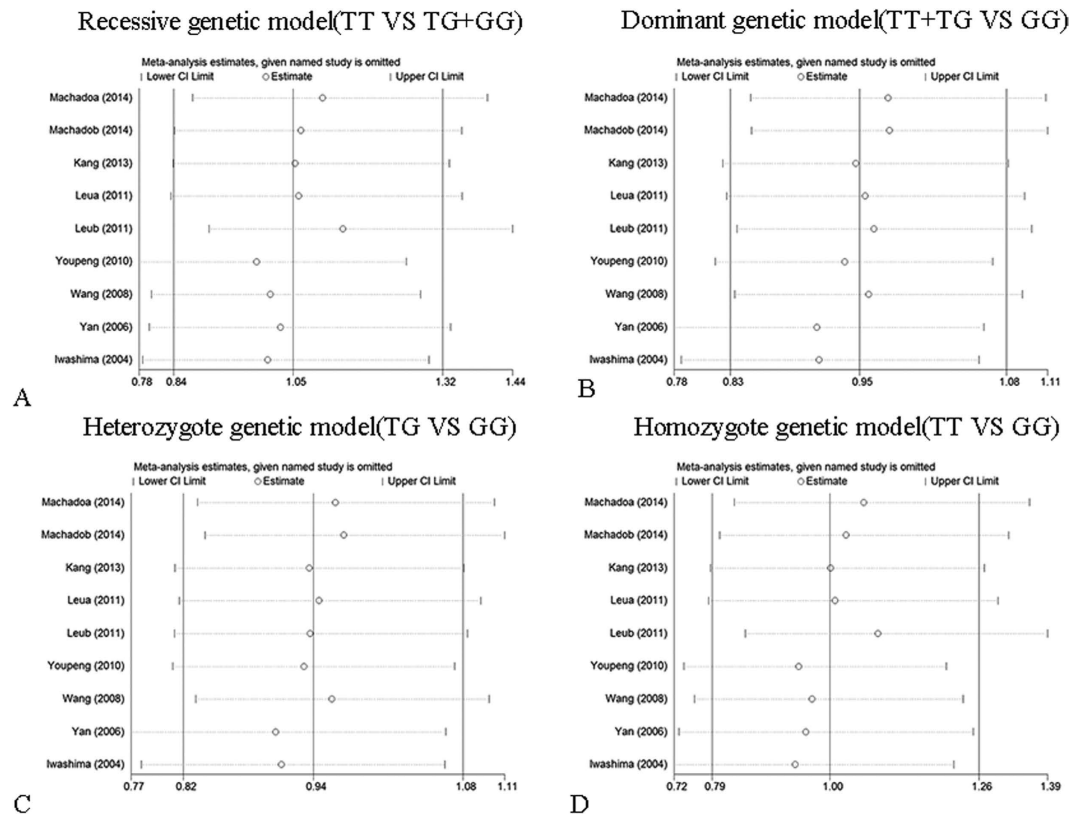 Recessive genetic model(TT VS TG+GG)
Meta-analysis estimates, given named study is omitted
Lower CI Limit Estimate Upper CI Limit
Machadoa (2014)
Machadob (2014)
Kang (2013)
Leua (2011)
Leub (2011)
Youpeng (2010)
Wang (2008)
Yan (2006)
Iwashima (2004)
0.78 0.84 1.05 1.32 1.44
A
Dominant genetic model(TT+TG VS GG)
Meta-analysis estimates, given named study is omitted
Lower CI Limit Estimate Upper CI Limit
Machadoa (2014)
Machadob (2014)
Kang (2013)
Leua (2011)
Leub (2011)
Youpeng (2010)
Wang (2008)
Yan (2006)
Iwashima (2004)
0.78 0.83 0.95 1.08 1.11
B
Heterozygote genetic model(TG VS GG)
Meta-analysis estimates, given named study is omitted
Lower CI Limit Estimate Upper CI Limit
Machadoa (2014)
Machadob (2014)
Kang (2013)
Leua (2011)
Leub (2011)
Youpeng (2010)
Wang (2008)
Yan (2006)
Iwashima (2004)
0.77 0.82 0.94 1.08 1.11
C
Homozygote genetic model(TT VS GG)
Meta-analysis estimates, given named study is omitted
Lower CI Limit Estimate Upper CI Limit
Machadoa (2014)
Machadob (2014)
Kang (2013)
Leua (2011)
Leub (2011)
Youpeng (2010)
Wang (2008)
Yan (2006)
Iwashima (2004)
0.72 0.79 1.00 1.26 1.39
D